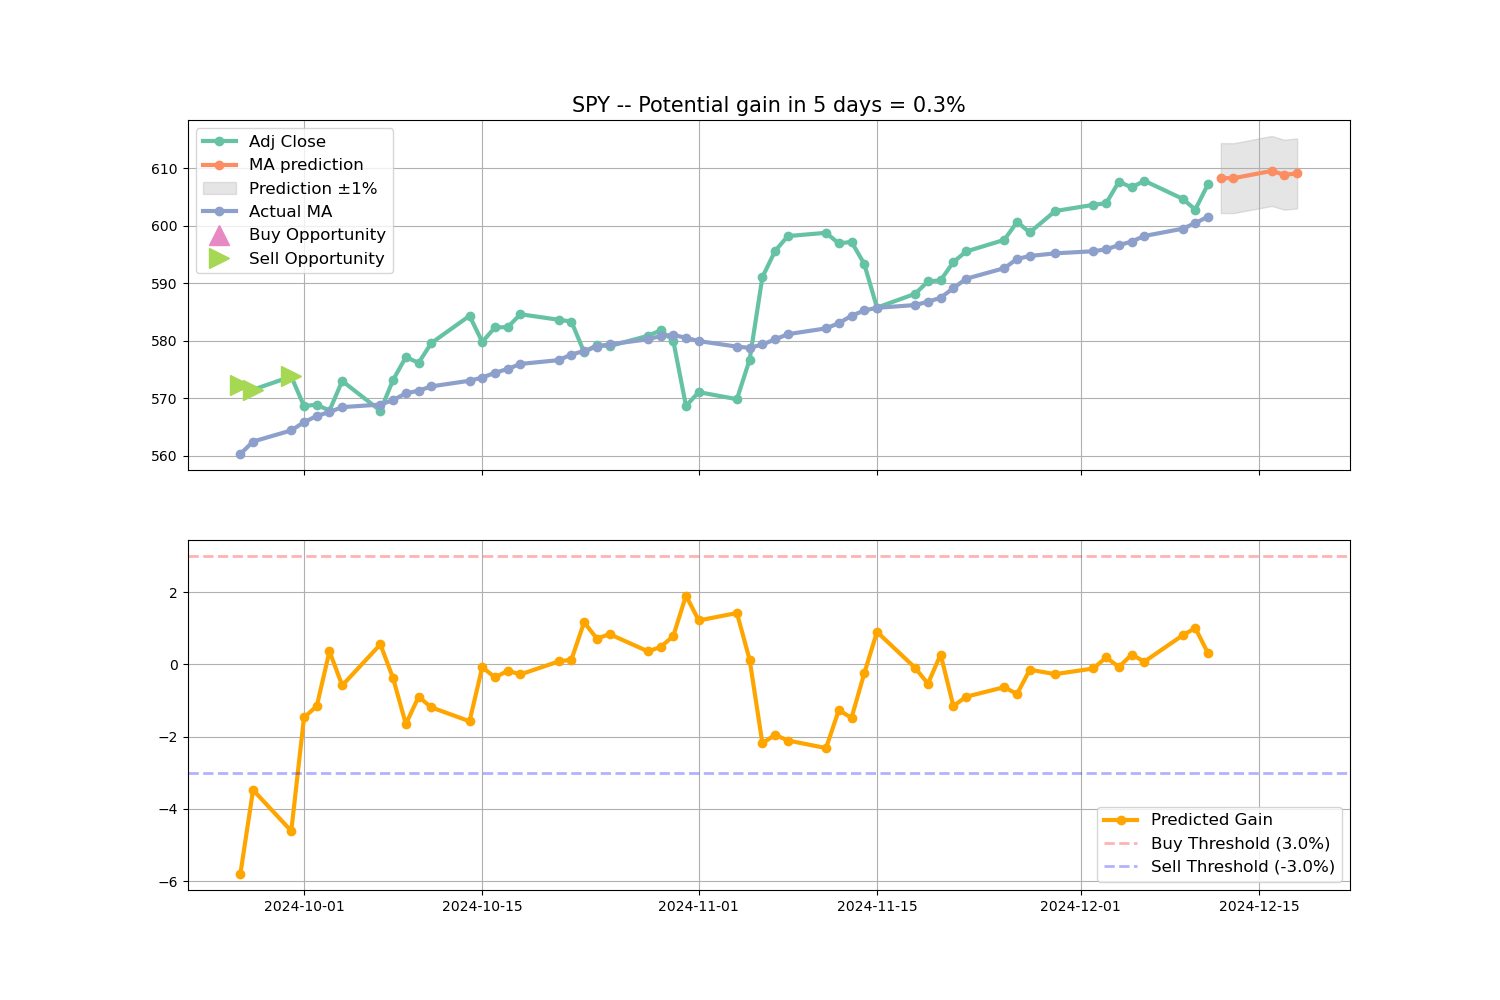 SPY -- Potential gain in 5 days = 0.3%
Adj Close
MA prediction
Prediction ±1%
Actual MA
Buy Opportunity
Sell Opportunity
610
600
590
580
570
560
2
0
−2
−4
−6
Predicted Gain
Buy Threshold (3.0%)
Sell Threshold (-3.0%)
2024-10-01
2024-10-15
2024-11-01
2024-11-15
2024-12-01
2024-12-15